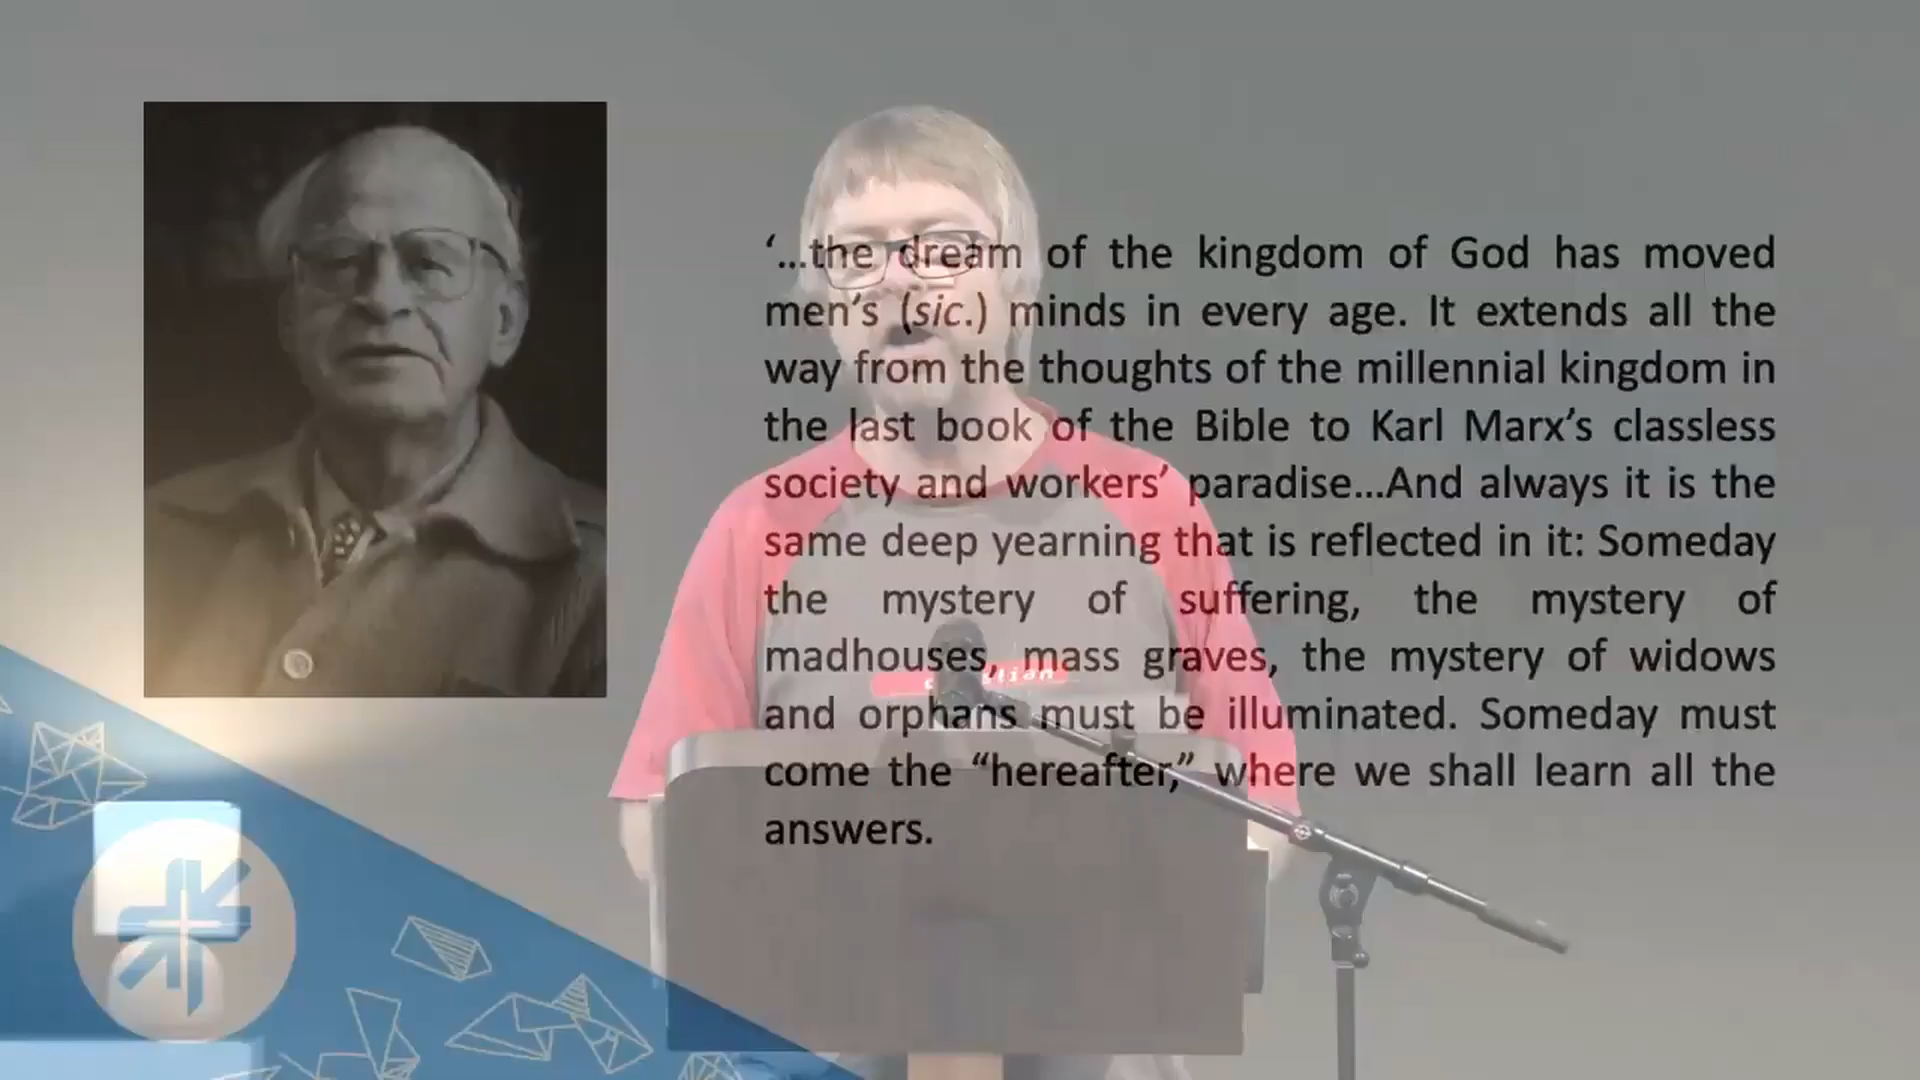 ‘...the dream of the kingdom of God has moved
men’s (sic.) minds in every age. It extends all the
way from the thoughts of the millennial kingdom in
the last book of the Bible to Karl Marx’s classless
society and workers’ paradise...And always it is the
same deep yearning that is reflected in it: Someday
the mystery of suffering, the mystery of
madhouses, mass graves, the mystery of widows
and orphans must be illuminated. Someday must
come the “hereafter,” where we shall learn all the
answers.